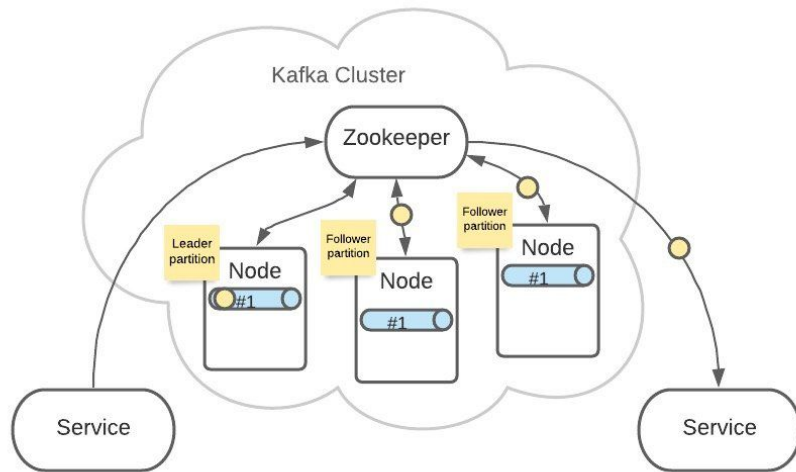 Kafka Cluster
Zookeeper
Leader
partition
Node
#1
Follower
partition
Node
#1
Follower
partition
Node
#1
Service
Service